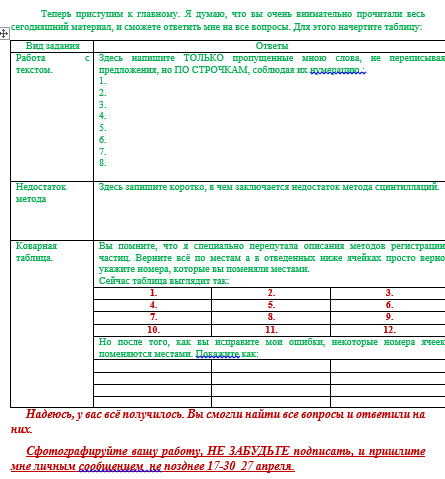 Теперь приступим к главному. Я думаю, что вы очень внимательно прочитали весь
сегодняшний материал, и сможете ответить мне на все вопросы. Для этого начертите таблицу:
Вид задания Ответы
Работа с текстом.
Здесь напишите ТОЛЬКО пропущенные мною слова, не переписывая
предложения, но ПО СТРОЧКАМ, соблюдая их нумерацию.:
1.
2.
3.
4.
5.
6.
7.
8.
Недостаток метода
Здесь запишите коротко, в чем заключается недостаток метода сцинтилляций.
Коварная таблица.
Вы помните, что я специально перепутала описания методов регистрации
частиц. Верните всё по местам а в отведенных ниже ячейках просто верно
укажите номера, которые вы поменяли местами.
Сейчас таблица выглядит так:
1. 2. 3.
4. 5. 6.
7. 8. 9.
10. 11. 12.
Но после того, как вы исправите мои ошибки, некоторые номера ячеек
поменяются местами. Покажите как:
Надеюсь, у вас всё получилось. Вы смогли найти все вопросы и ответили на
них.
Сфотографируйте вашу работу, НЕ ЗАБУДЬТЕ подписать, и пришлите
мне личным сообщением не позднее 17-30 27 апреля.